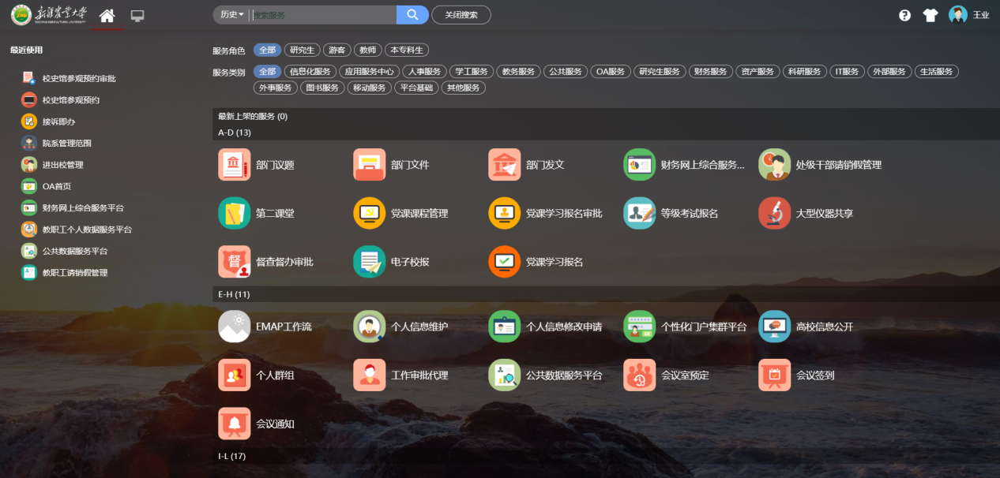 新疆农业大学
XINJIANG AGRICULTURAL UNIVERSITY
历史 搜索服务 关闭搜索 王业
最近使用
校史馆参观预约审批
校史馆参观预约
接诉即办
院系管理范围
进出校管理
OA首页
财务网上综合服务平台
教职工个人数据服务平台
公共数据服务平台
教职工请销假管理
服务角色 全部 研究生 游客 教师 本专科生
服务类别 全部 信息化服务 应用服务中心 人事服务 学工服务 教务服务 公共服务 OA服务 研究生服务 财务服务 资产服务 科研服务 IT服务 外部服务 生活服务
外事服务 图书服务 移动服务 平台基础 其他服务
最新上架的服务 (0)
A-D (13)
部门议题 部门文件 部门发文 财务网上综合服务... 处级干部请销假管理
第二课堂 党课课程管理 党课学习报名审批 等级考试报名 大型仪器共享
督 督查督办审批 电子校报 党课学习报名
E-H (11)
EMAP工作流 个人信息维护 个人信息修改申请 个性化门户集群平台 高校信息公开
个人群组 工作审批代理 公共数据服务平台 会议室预定 会议签到
会议通知
I-L (17)